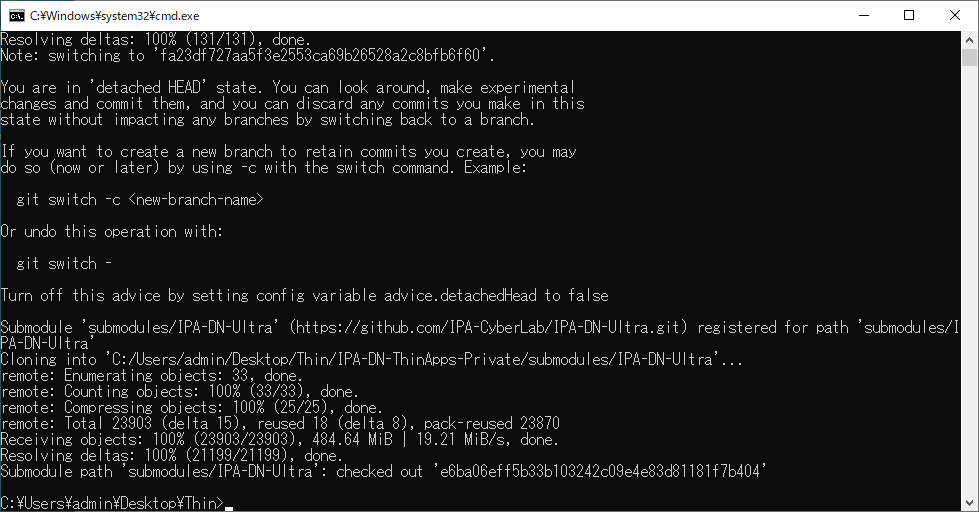 C:¥Windows¥system32¥cmd.exe
Resolving deltas: 100% (131/131), done.
Note: switching to 'fa23df727aa5f3e2553ca69b26528a2c8bfb6f60'.
You are in 'detached HEAD' state. You can look around, make experimental
changes and commit them, and you can discard any commits you make in this
state without impacting any branches by switching back to a branch.
If you want to create a new branch to retain commits you create, you may
do so (now or later) by using -c with the switch command. Example:
git switch -c <new-branch-name>
Or undo this operation with:
git switch -
Turn off this advice by setting config variable advice.detachedHead to false
Submodule 'submodules/IPA-DN-Ultra' (https://github.com/IPA-CyberLab/IPA-DN-Ultra.git) registered for path 'submodules/I
PA-DN-Ultra'
Cloning into 'C:/Users/admin/Desktop/Thin/IPA-DN-ThinApps-Private/submodules/IPA-DN-Ultra'...
remote: Enumerating objects: 33, done.
remote: Counting objects: 100% (33/33), done.
remote: Compressing objects: 100% (25/25), done.
remote: Total 23903 (delta 15), reused 18 (delta 8), pack-reused 23870
Receiving objects: 100% (23903/23903), 484.64 MiB | 19.21 MiB/s, done.
Resolving deltas: 100% (21199/21199), done.
Submodule path 'submodules/IPA-DN-Ultra': checked out 'e6ba06eff5b33b103242c09e4e83d81181f7b404'
C:¥Users¥admin¥Desktop¥Thin>